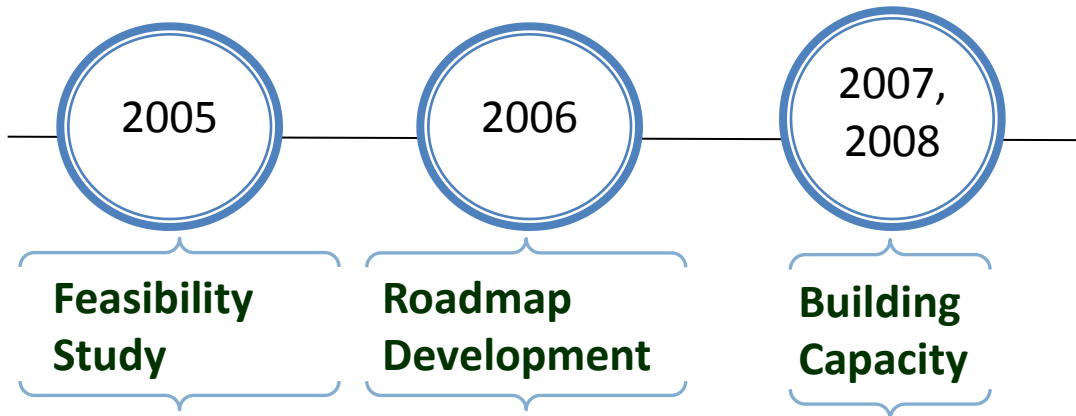 2005
2006
2007,
2008
Feasibility
Study
Roadmap
Development
Building
Capacity